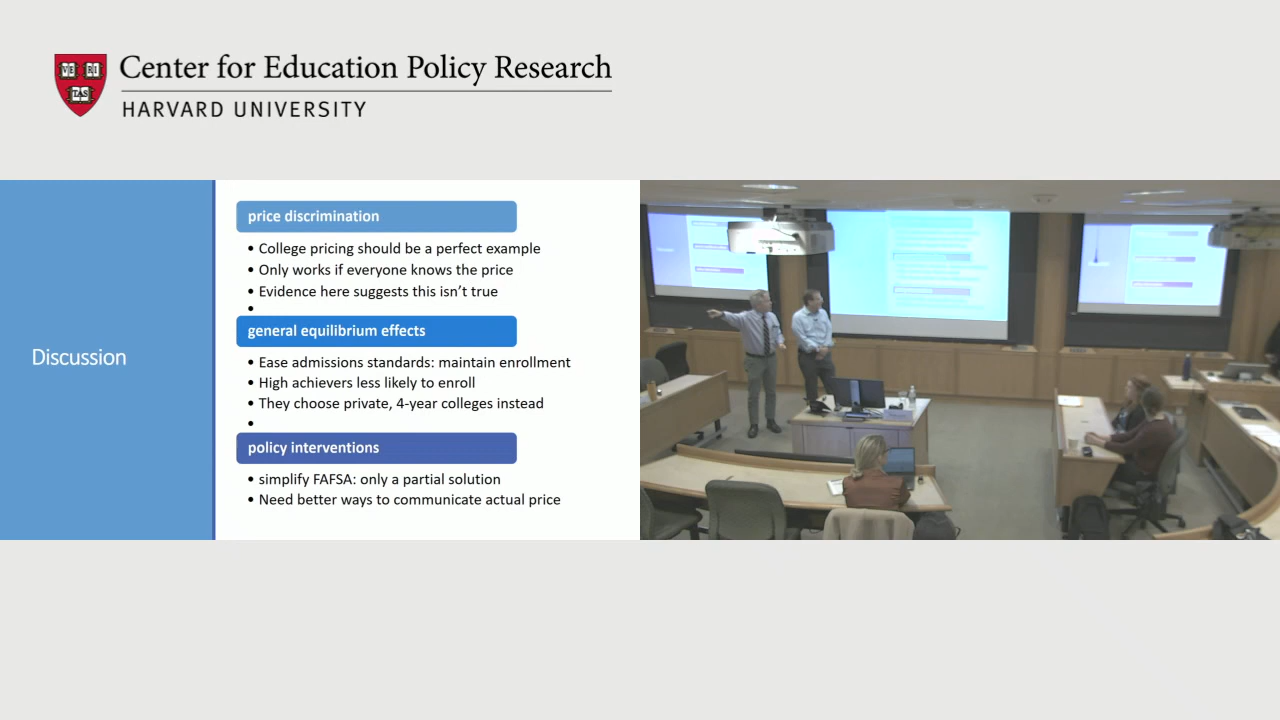 VE RI
TAS
Center for Education Policy Research
HARVARD UNIVERSITY
Discussion
price discrimination
• College pricing should be a perfect example
• Only works if everyone knows the price
• Evidence here suggests this isn't true
•
general equilibrium effects
• Ease admissions standards: maintain enrollment
• High achievers less likely to enroll
• They choose private, 4-year colleges instead
•
policy interventions
• simplify FAFSA: only a partial solution
• Need better ways to communicate actual price